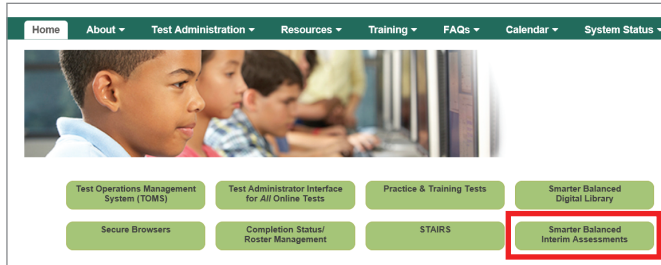 Home About Test Administration Resources Training FAQs Calendar System Status
Test Operations Management
System (TOMS)
Test Administrator Interface
for All Online Tests
Practice & Training Tests
Smarter Balanced
Digital Library
Secure Browsers
Completion Status/
Roster Management
STAIRS
Smarter Balanced
Interim Assessments